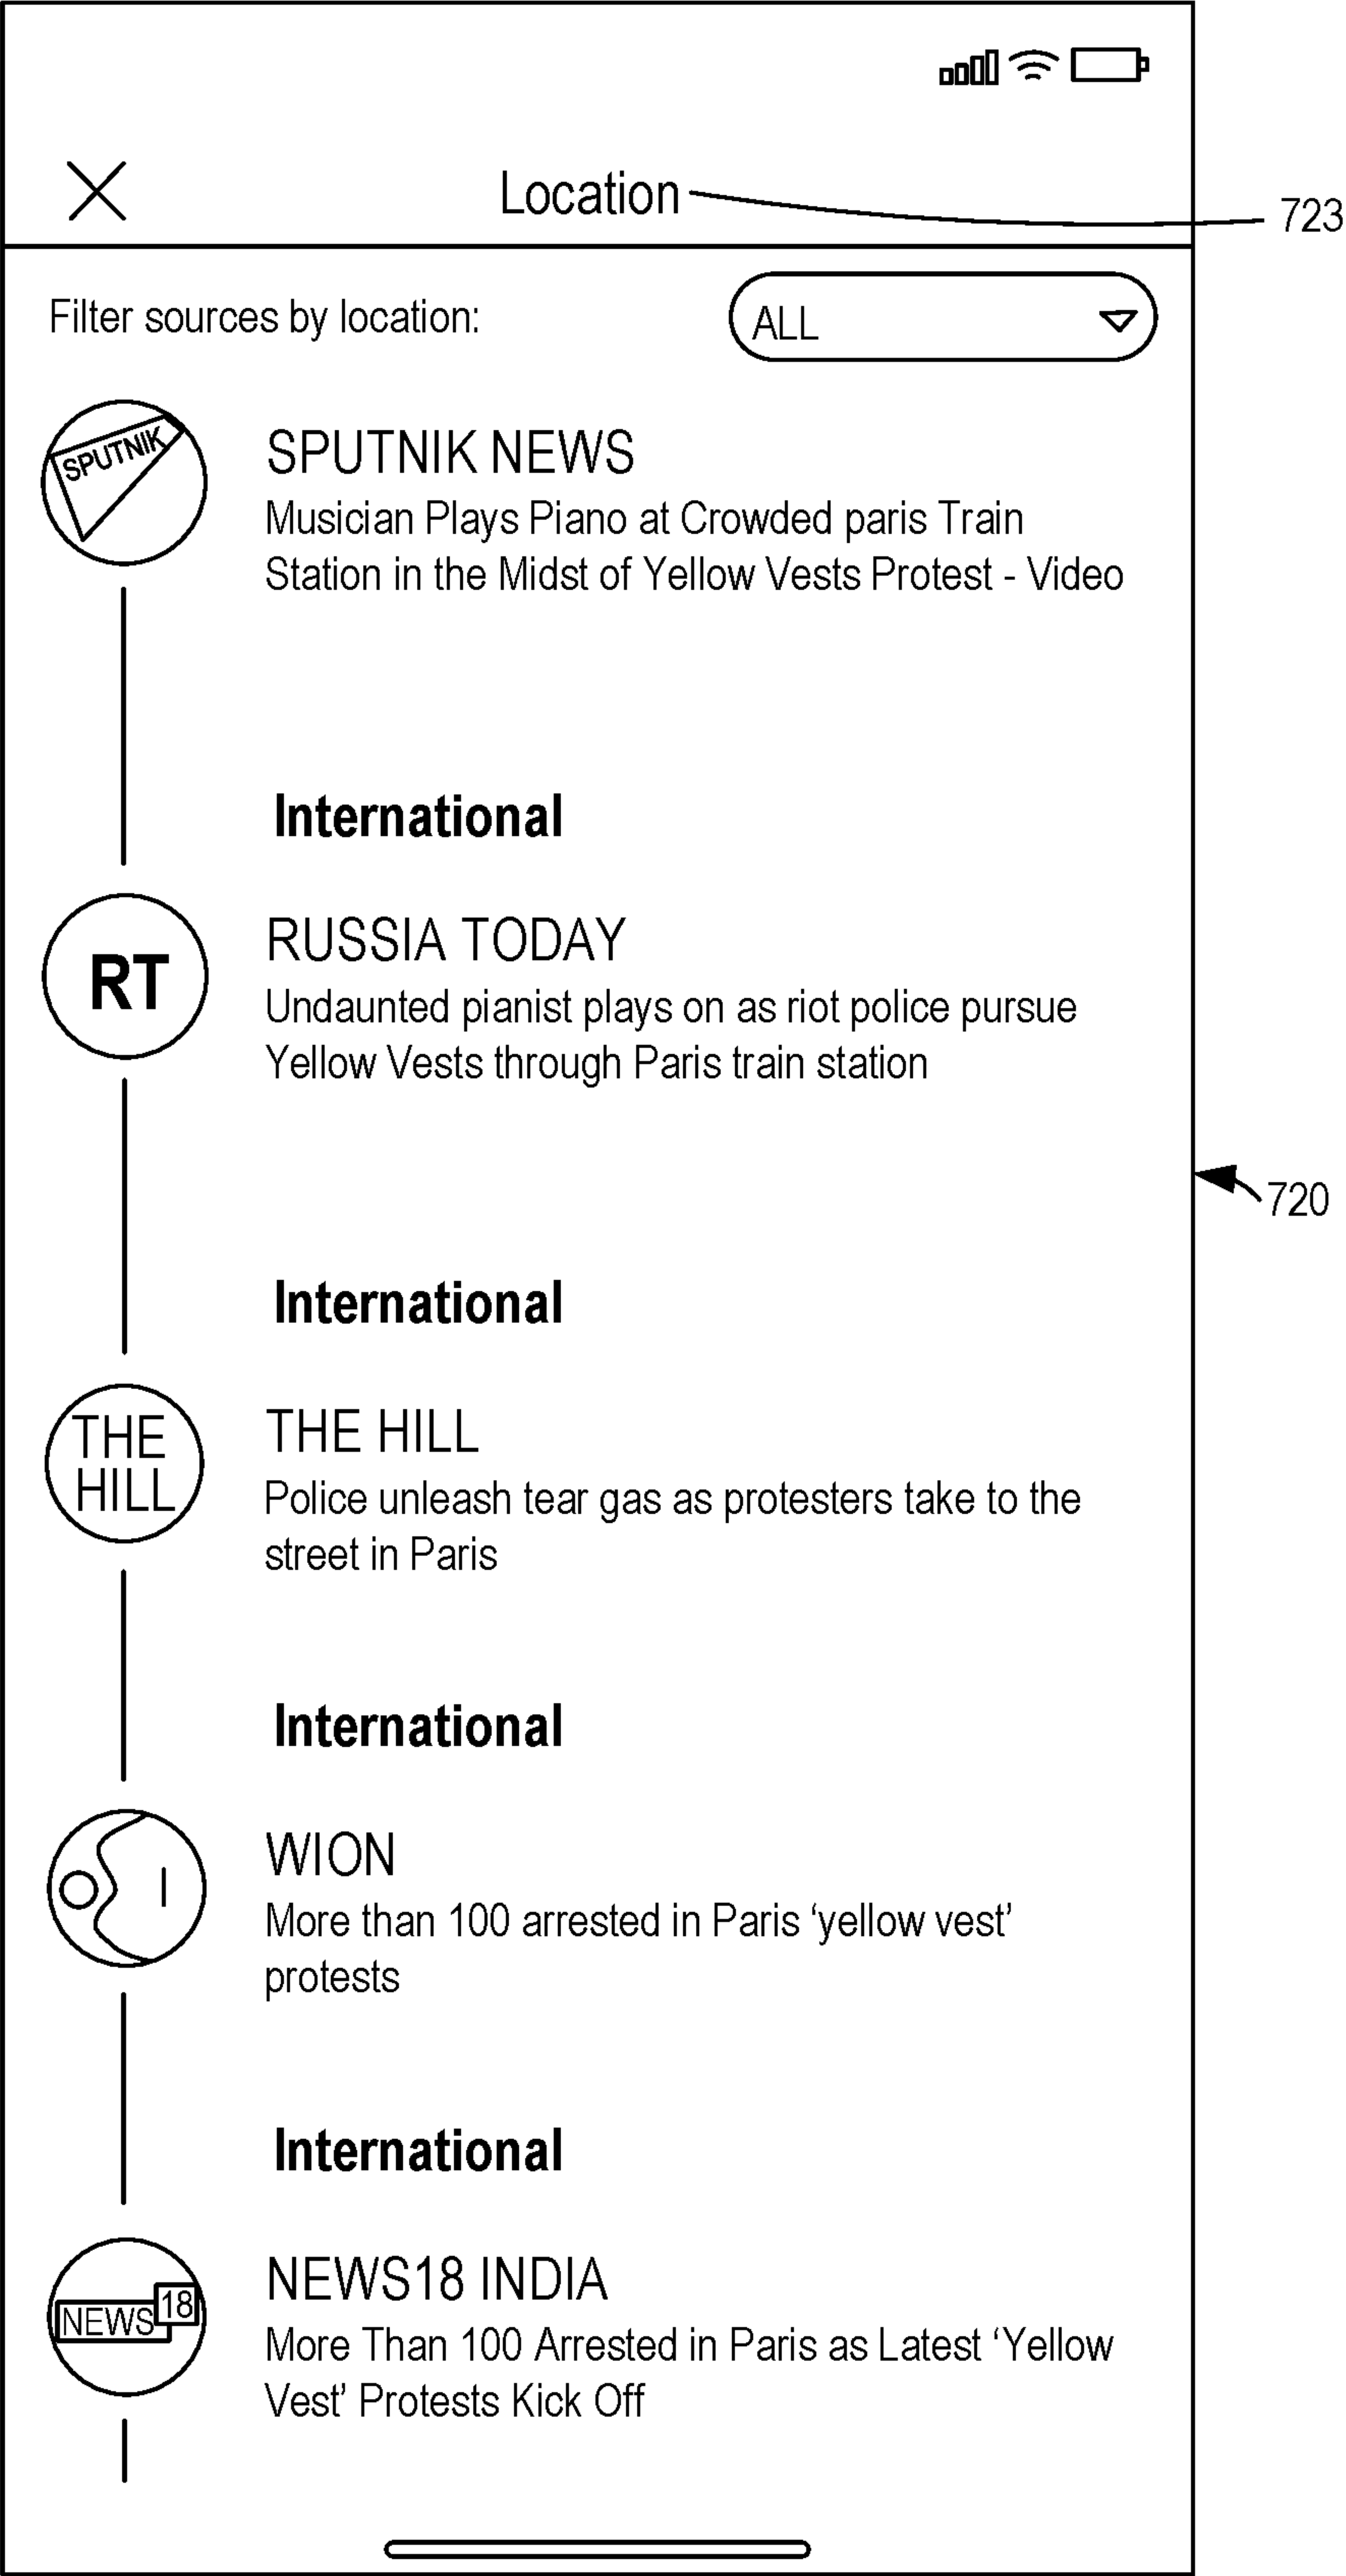 Location
723
Filter sources by location:
ALL
SPUTNIK
SPUTNIK NEWS
Musician Plays Piano at Crowded paris Train
Station in the Midst of Yellow Vests Protest - Video
International
RT
RUSSIA TODAY
Undaunted pianist plays on as riot police pursue
Yellow Vests through Paris train station
720
International
THE
HILL
THE HILL
Police unleash tear gas as protesters take to the
street in Paris
International
WION
More than 100 arrested in Paris ‘yellow vest’
protests
International
NEWS18 INDIA
NEWS 18
More Than 100 Arrested in Paris as Latest ‘Yellow
Vest’ Protests Kick Off